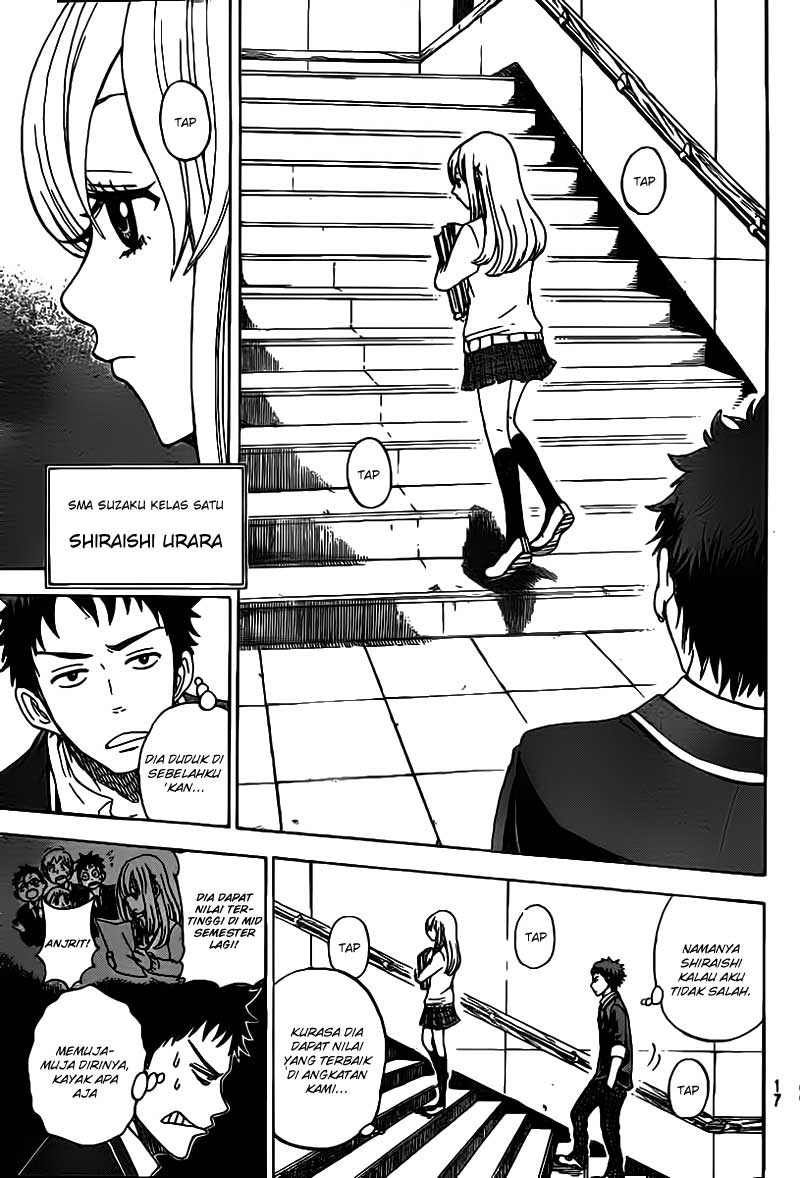 TAP
TAP
TAP
SMA SUZAKU KELAS SATU
SHIRAISHI URARA
DIA DUDUK DI
SEBELAHKU
'KAN...
NAMANYA
SHIRAISHI
KALAU AKU
TIDAK SALAH.
TAP
TAP
TAP
KURASA DIA
DAPAT NILAI
YANG TERBAIK
DI ANGKATAN
KAMI...
DIA DAPAT
NILAI TER-
TINGGI DI MID
SEMESTER
LAGI!
ANJRIT!
MEMUJA-
MUJA DIRINYA,
KAYAK APA
AJA
17